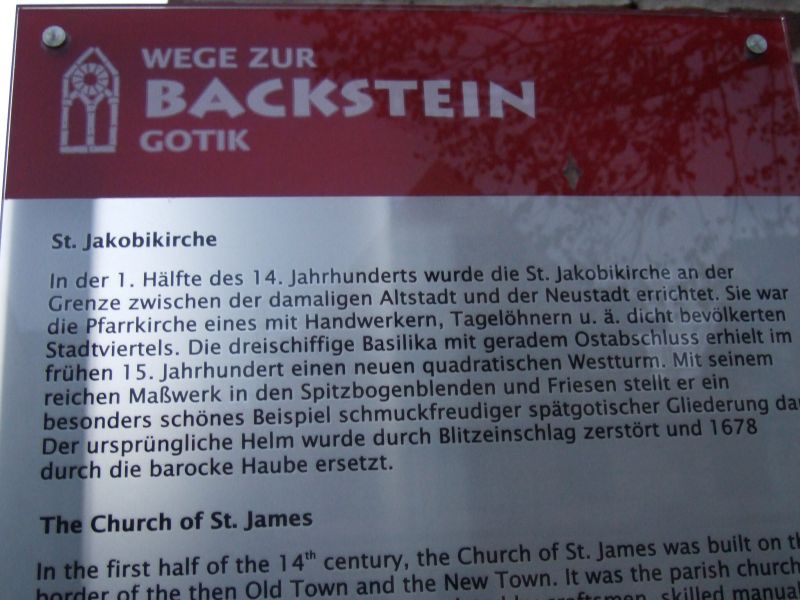 WEGE ZUR
BACKSTEIN
GOTIK
St. Jakobikirche
In der 1. Hälfte des 14. Jahrhunderts wurde die St. Jakobikirche an der
Grenze zwischen der damaligen Altstadt und der Neustadt errichtet. Sie war
die Pfarrkirche eines mit Handwerkern, Tagelöhnern u. ä. dicht bevölkerten
Stadtviertels. Die dreischiffige Basilika mit geradem Ostabschluss erhielt im
frühen 15. Jahrhundert einen neuen quadratischen Westturm. Mit seinem
reichen Maßwerk in den Spitzbogenblenden und Friesen stellt er ein
besonders schönes Beispiel schmuckfreudiger spätgotischer Gliederung da
Der ursprüngliche Helm wurde durch Blitzeinschlag zerstört und 1678
durch die barocke Haube ersetzt.
The Church of St. James
In the first half of the 14th century, the Church of St. James was built on th
border of the then Old Town and the New Town. It was the parish church
craftsmen, skilled manual